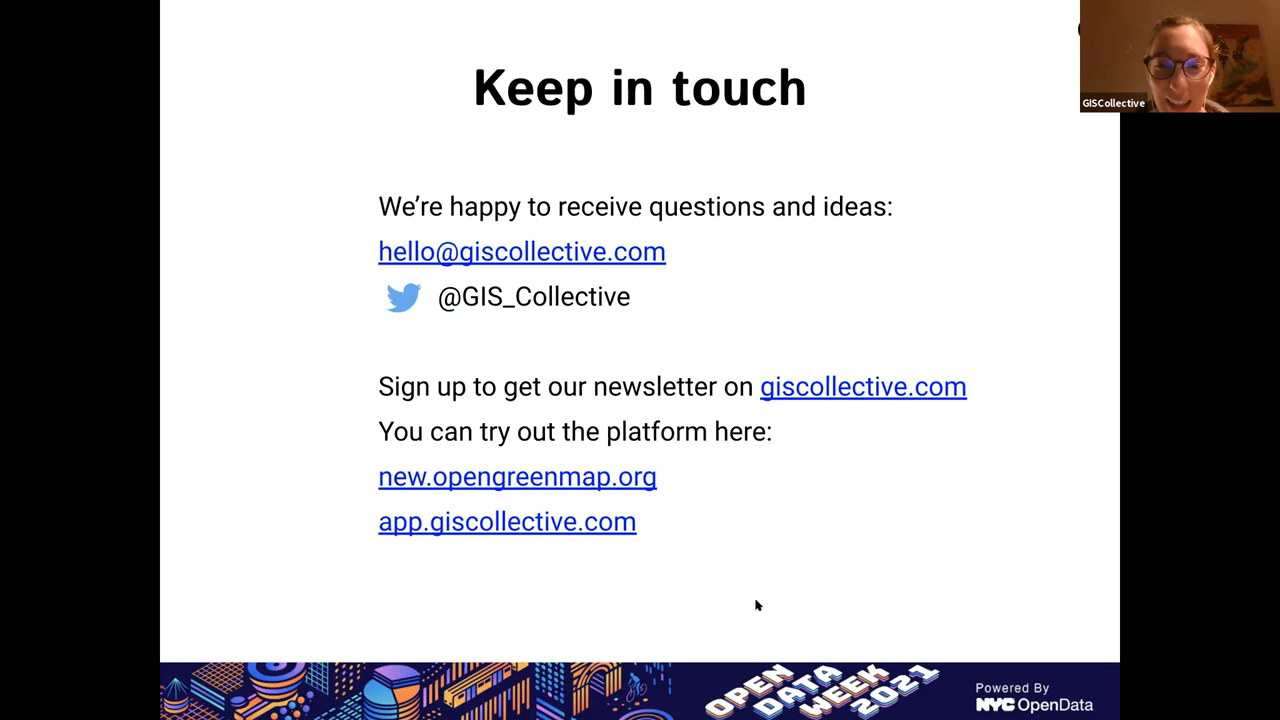 Keep in touch
GISCollective
We're happy to receive questions and ideas:
hello@giscollective.com
@GIS_Collective
Sign up to get our newsletter on giscollective.com
You can try out the platform here:
new.opengreenmap.org
app.giscollective.com
OPEN
DATA
WEEK
2021
Powered By
NYC OpenData